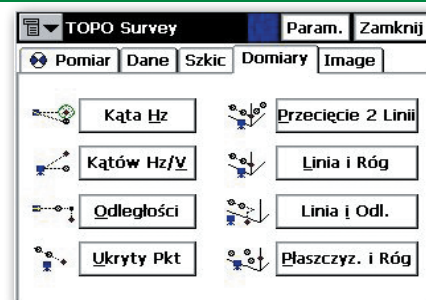 TOPO Survey Param. Zamknij
Pomiar Dane Szkic Domiary Image
Kąta Hz Przecięcie 2 Linii
Kątów Hz/V Linia i Róg
Odległości Linia i Odl.
Ukryty Pkt Płaszczyz. i Róg